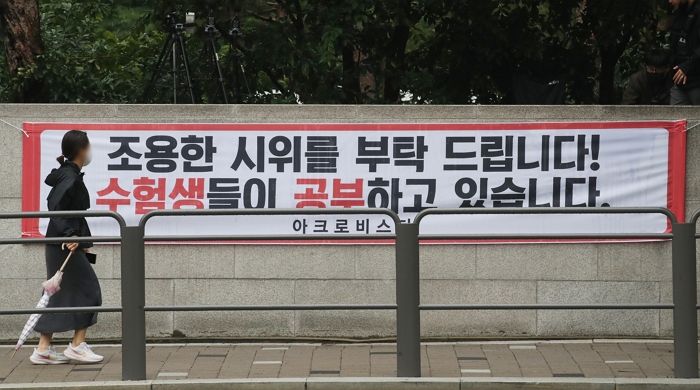 조용한 시위를 부탁 드립니다!
수험생들이 공부하고 있습니다.
아크로비스